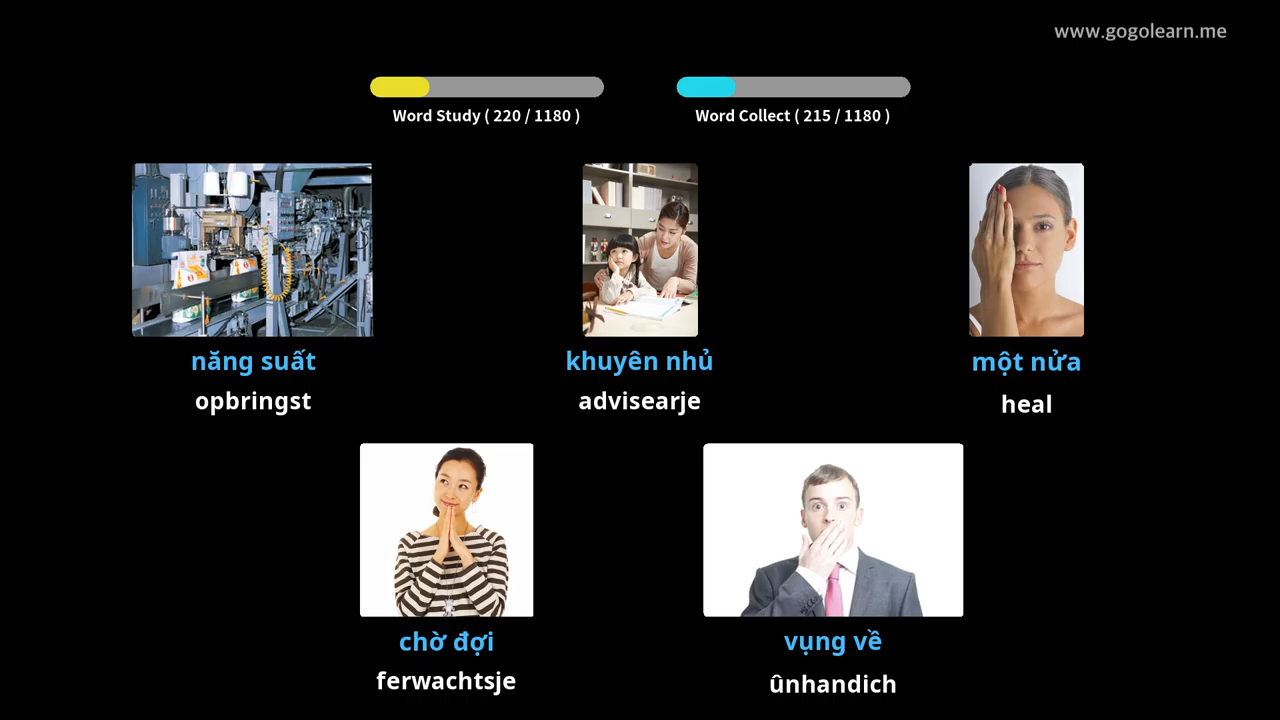 www.gogolearn.me
Word Study ( 220 / 1180 )
Word Collect ( 215 / 1180 )
năng suất
opbringst
khuyên nhủ
advisearje
một nửa
heal
chờ đợi
ferwachtsje
vụng về
ûnhandich